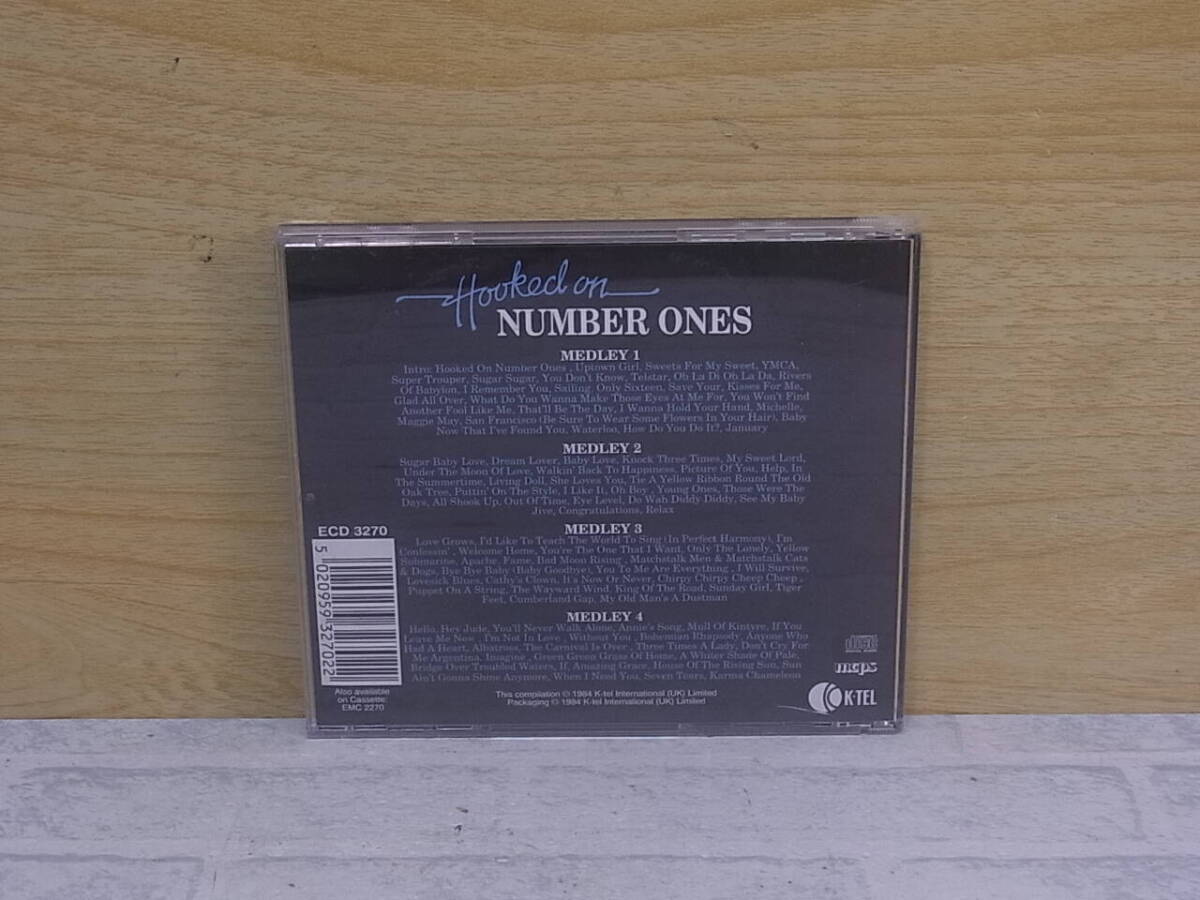 Hooked on
NUMBER ONES
MEDLEY 1
Intro: Hooked On Number Ones , Uptown Girl, Sweets For My Sweet, YMCA,
Super Trouper, Sugar Sugar, You Don't Know, Telstar, Ob La Di Ob La Da, Rivers
Of Babylon, I Remember You, Sailing, Only Sixteen, Save Your, Kisses For Me,
Glad All Over, What Do You Wanna Make Those Eyes At Me For, You Won't Find
Another Fool Like Me, That'll Be The Day, I Wanna Hold Your Hand, Michelle,
Maggie May, San Francisco (Be Sure To Wear Some Flowers In Your Hair), Baby
Now That I've Found You, Waterloo, How Do You Do It?, January
MEDLEY 2
Sugar Baby Love, Dream Lover, Baby Love, Knock Three Times, My Sweet Lord,
Under The Moon Of Love, Walkin' Back To Happiness, Picture Of You, Help, In
The Summertime, Living Doll, She Loves You, Tie A Yellow Ribbon Round The Old
Oak Tree, Puttin' On The Style, I Like It, Oh Boy , Young Ones, Those Were The
Days, All Shook Up, Out Of Time, Eye Level, Do Wah Diddy Diddy, See My Baby
Jive, Congratulations, Relax
MEDLEY 3
Love Grows, I'd Like To Teach The World To Sing (In Perfect Harmony), I'm
Confessin' , Welcome Home, You're The One That I Want, Only The Lonely, Yellow
Submarine, Apache, Fame, Bad Moon Rising , Matchstalk Men & Matchstalk Cats
& Dogs, Bye Bye Baby (Baby Goodbye), You To Me Are Everything , I Will Survive,
Lovesick Blues, Cathy's Clown, It's Now Or Never, Chirpy Chirpy Cheep Cheep ,
Puppet On A String, The Wayward Wind, King Of The Road, Sunday Girl, Tiger
Feet, Cumberland Gap, My Old Man's A Dustman
MEDLEY 4
Hello, Hey Jude, You'll Never Walk Alone, Annie's Song, Mull Of Kintyre, If You
Leave Me Now , I'm Not In Love , Without You , Bohemian Rhapsody, Anyone Who
Had A Heart, Albatross, The Carnival Is Over , Three Times A Lady, Don't Cry For
Me Argentina, Imagine , Green Green Grass Of Home, A Winter Shade Of Pale,
Bridge Over Troubled Waters, If, Amazing Grace, House Of The Rising Sun, Sun
Ain't Gonna Shine Anymore, When I Need You, Seven Tears, Karma Chameleon
This compilation ℗ 1984 K-tel International (UK) Limited
Packaging © 1984 K-tel International (UK) Limited
ECD 3270
5 020959 327022
Also available
on Cassette:
EMC 2270
disc
DIGITAL AUDIO
mcps
K-TEL